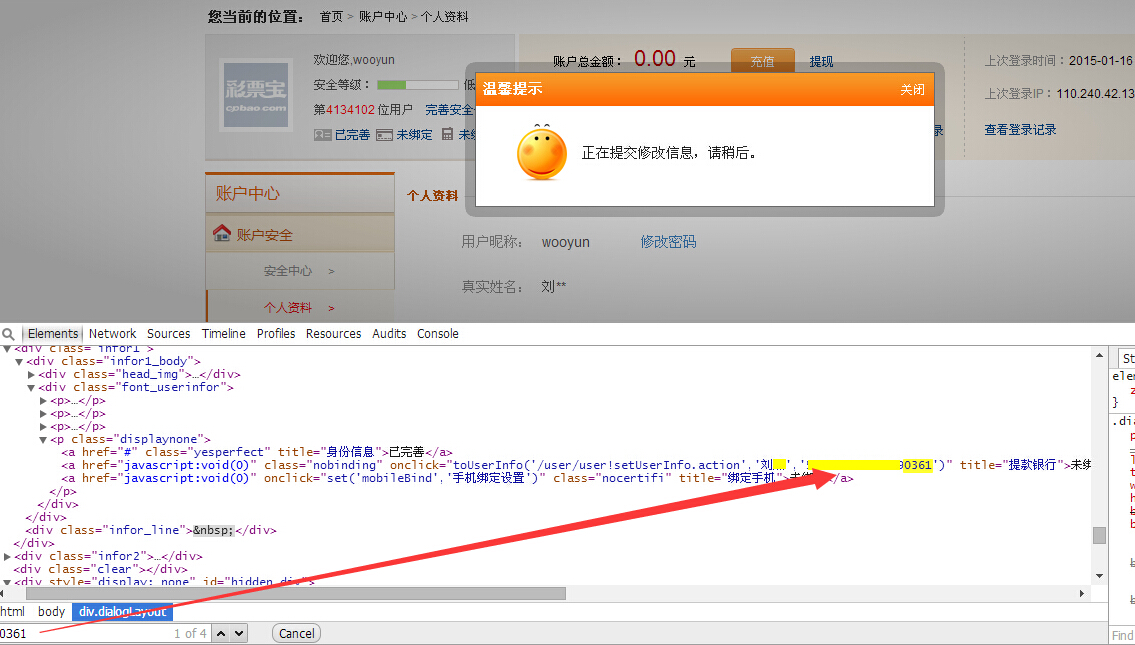 您当前的位置： 首页 > 账户中心 > 个人资料
彩票宝
cpbao.com
欢迎您,wooyun
安全等级： 低
第4134102 位用户 完善安全
已完善 未绑定 未绑
账户总金额： 0.00 元 充值 提现
上次登录时间：2015-01-16
上次登录IP：110.240.42.13
录 查看登录记录
温馨提示 关闭
正在提交修改信息，请稍后。
账户中心
账户安全
安全中心 >
个人资料 >
个人资料
用户昵称： wooyun 修改密码
真实姓名： 刘**
Elements Network Sources Timeline Profiles Resources Audits Console
<div class="infor1">
<div class="infor1_body">
<div class="head_img">…</div>
<div class="font_userinfor">
<p>…</p>
<p>…</p>
<p>…</p>
<p class="displaynone">
<a href="#" class="yesperfect" title="身份信息">已完善</a>
<a href="javascript:void(0)" class="nobinding" onclick="toUserInfo('/user/user!setUserInfo.action','刘','90361')" title="提款银行">未绑
<a href="javascript:void(0)" onclick="set('mobileBind','手机绑定设置')" class="nocertifi" title="绑定手机">未绑</a>
</p>
</div>
</div>
<div class="infor_line">&nbsp;</div>
</div>
<div class="infor2">…</div>
<div class="clear"></div>
<div style="display: none" id="hidden_div">
html body div.dialogLayout
0361 1 of 4 Cancel
St
elem
z
}
.dia
p
t
w
h
b
b
b
Find